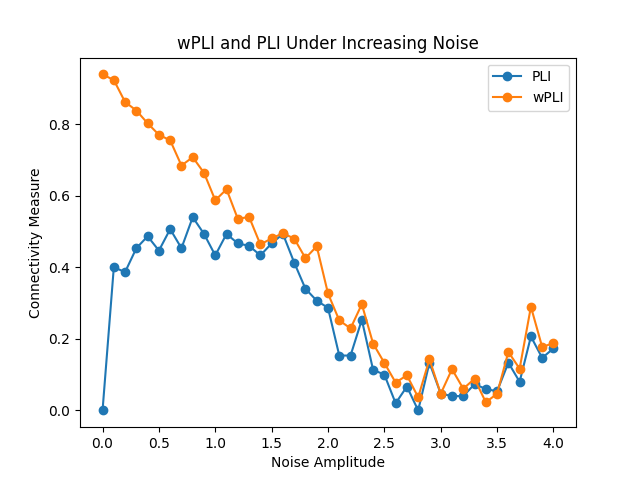 wPLI and PLI Under Increasing Noise
PLI
wPLI
Connectivity Measure
0.8
0.6
0.4
0.2
0.0
0.0 0.5 1.0 1.5 2.0 2.5 3.0 3.5 4.0
Noise Amplitude